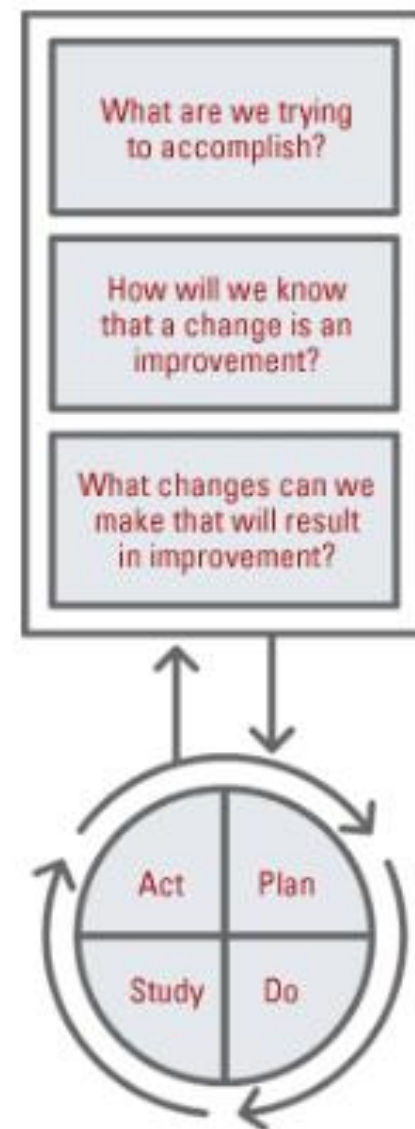 What are we trying
to accomplish?
How will we know
that a change is an
improvement?
What changes can we
make that will result
in improvement?
Act
Plan
Study
Do